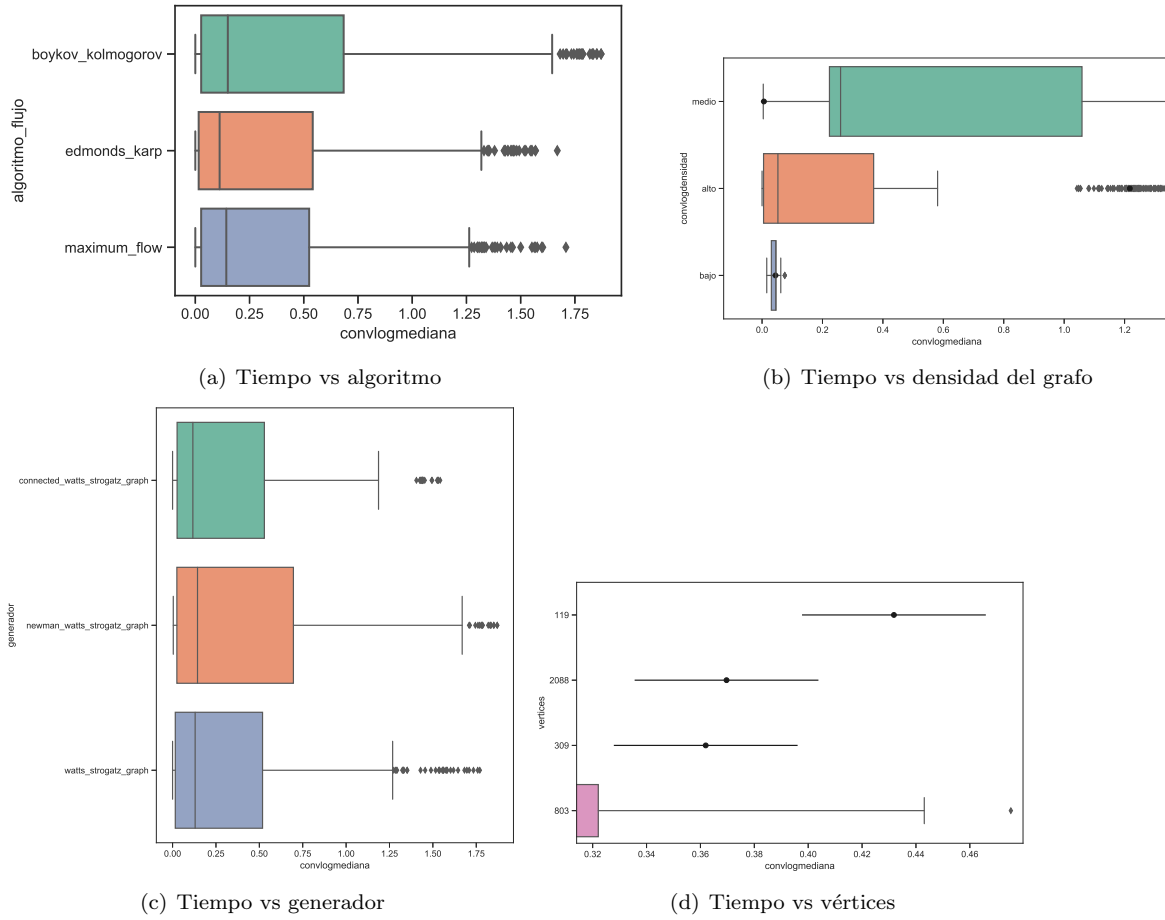 algoritmo_flujo
boykov_kolmogorov
edmonds_karp
maximum_flow
0.00 0.25 0.50 0.75 1.00 1.25 1.50 1.75
convlogmediana
(a) Tiempo vs algoritmo
convlogdensidad
medio
alto
bajo
0.0 0.2 0.4 0.6 0.8 1.0 1.2
convlogmediana
(b) Tiempo vs densidad del grafo
generador
connected_watts_strogatz_graph
newman_watts_strogatz_graph
watts_strogatz_graph
0.00 0.25 0.50 0.75 1.00 1.25 1.50 1.75
convlogmediana
(c) Tiempo vs generador
vertices
119
2088
309
803
0.32 0.34 0.36 0.38 0.40 0.42 0.44 0.46
convlogmediana
(d) Tiempo vs vértices